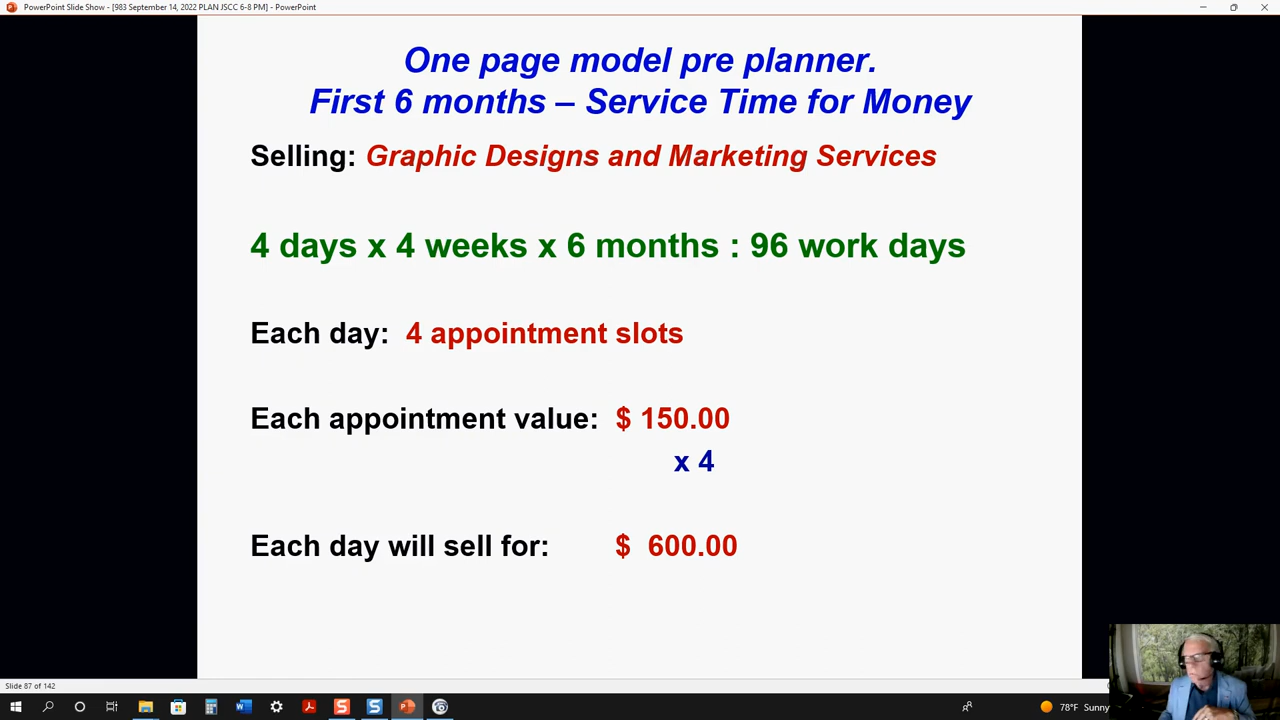 PowerPoint Slide Show - [983 September 14, 2022 PLAN JSCC 6-8 PM] - PowerPoint
One page model pre planner.
First 6 months – Service Time for Money
Selling: Graphic Designs and Marketing Services
4 days x 4 weeks x 6 months : 96 work days
Each day: 4 appointment slots
Each appointment value: $ 150.00
x 4
Each day will sell for: $ 600.00
Slide 87 of 142
78°F Sunny